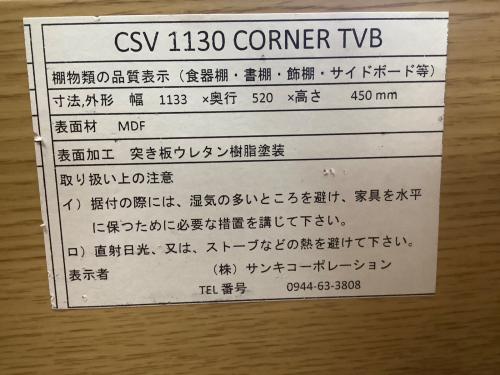 CSV 1130 CORNER TVB
棚物類の品質表示（食器棚・書棚・飾棚・サイドボード等）
寸法,外形 幅 1133 ×奥行 520 ×高さ 450 mm
表面材 MDF
表面加工 突き板ウレタン樹脂塗装
取り扱い上の注意
イ）据付の際には、湿気の多いところを避け、家具を水平
に保つために必要な措置を講じて下さい。
ロ）直射日光、又は、ストーブなどの熱を避けて下さい。
表示者 （株）サンキコーポレーション
TEL番号 0944-63-3808